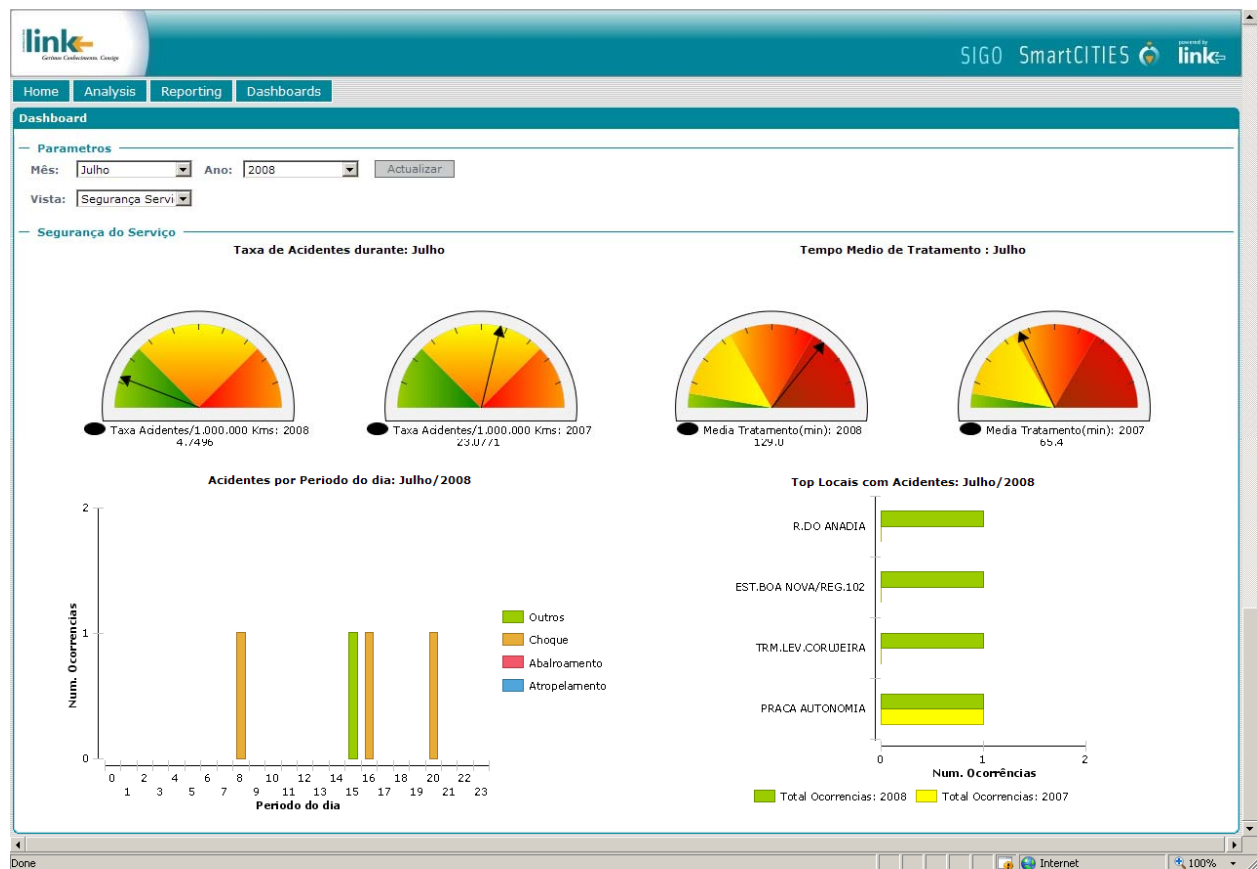 link
Gerimos Conhecimento. Consigo
SIGO SmartCITIES
powered by
link
Home Analysis Reporting Dashboards
Dashboard
Parametros
Mês: Julho Ano: 2008 Actualizar
Vista: Segurança Servi
Segurança do Serviço
Taxa de Acidentes durante: Julho
Tempo Medio de Tratamento : Julho
Taxa Acidentes/1.000.000 Kms: 2008
4.7496
Taxa Acidentes/1.000.000 Kms: 2007
23.0771
Media Tratamento(min): 2008
129.0
Media Tratamento(min): 2007
65.4
Acidentes por Periodo do dia: Julho/2008
2
1
0
Num. Ocorrencias
0 2 4 6 8 10 12 14 16 18 20 22
1 3 5 7 9 11 13 15 17 19 21 23
Periodo do dia
Outros
Choque
Abalroamento
Atropelamento
Top Locais com Acidentes: Julho/2008
R.DO ANADIA
EST.BOA NOVA/REG.102
TRM.LEV.CORUJEIRA
PRACA AUTONOMIA
0 1 2
Num. Ocorrências
Total Ocorrencias: 2008 Total Ocorrencias: 2007
Done Internet 100%